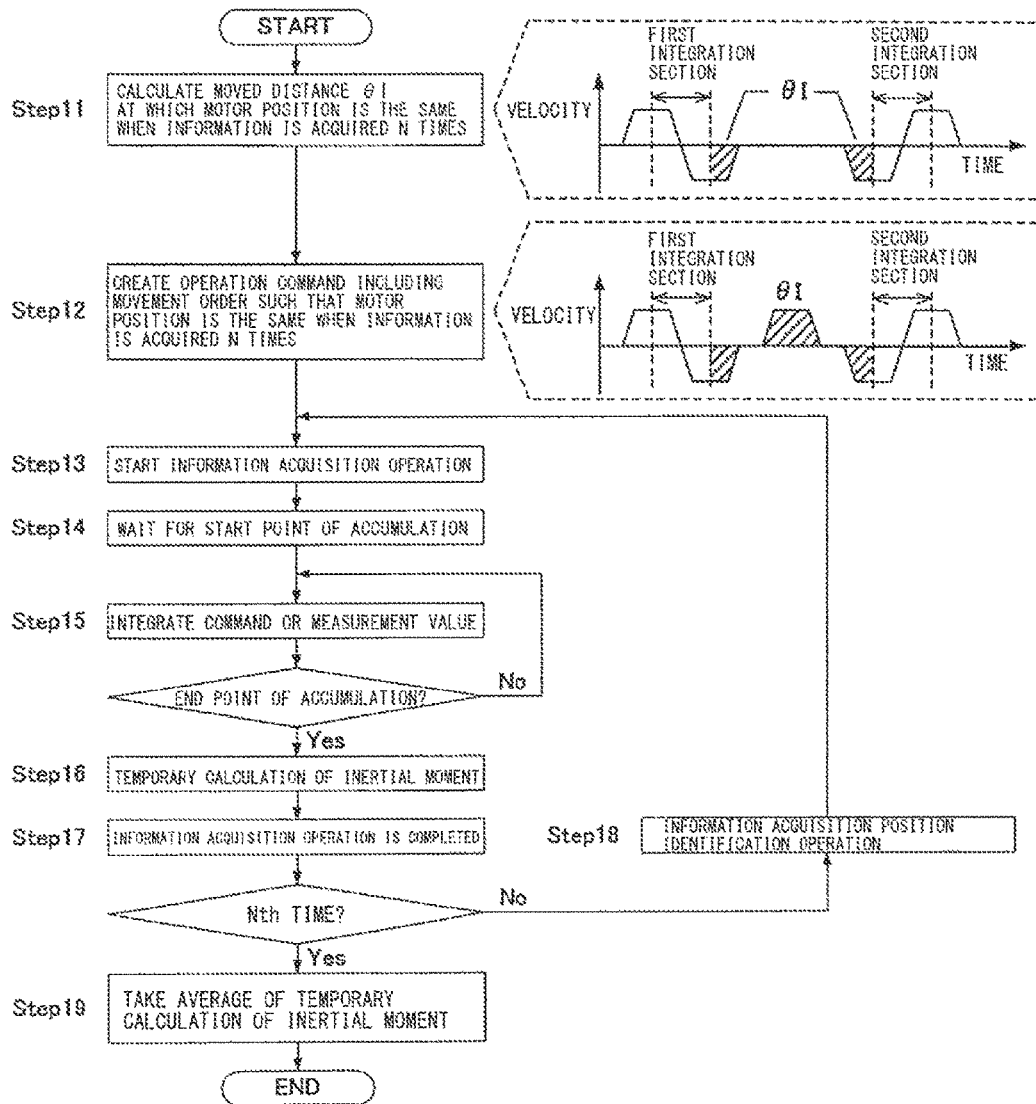 START
Step11
CALCULATE MOVED DISTANCE θI
AT WHICH MOTOR POSITION IS THE SAME
WHEN INFORMATION IS ACQUIRED N TIMES
FIRST
INTEGRATION
SECTION
SECOND
INTEGRATION
SECTION
VELOCITY
θI
TIME
Step12
CREATE OPERATION COMMAND INCLUDING
MOVEMENT ORDER SUCH THAT MOTOR
POSITION IS THE SAME WHEN INFORMATION
IS ACQUIRED N TIMES
FIRST
INTEGRATION
SECTION
SECOND
INTEGRATION
SECTION
VELOCITY
θI
TIME
Step13
START INFORMATION ACQUISITION OPERATION
Step14
WAIT FOR START POINT OF ACCUMULATION
Step15
INTEGRATE COMMAND OR MEASUREMENT VALUE
END POINT OF ACCUMULATION?
No
Yes
Step16
TEMPORARY CALCULATION OF INERTIAL MOMENT
Step17
INFORMATION ACQUISITION OPERATION IS COMPLETED
Step18
INFORMATION ACQUISITION POSITION
IDENTIFICATION OPERATION
Nth TIME?
No
Yes
Step19
TAKE AVERAGE OF TEMPORARY
CALCULATION OF INERTIAL MOMENT
END